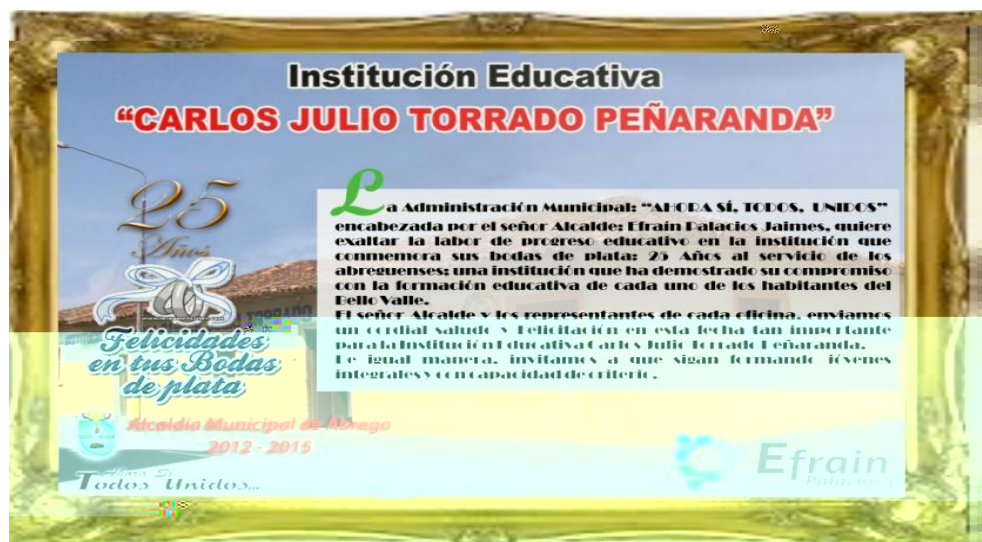 Institución Educativa
“CARLOS JULIO TORRADO PEÑARANDA”
25
Años
La Administración Municipal: “AHORA SÍ, TODOS, UNIDOS”
encabezada por el señor Alcalde: Efraín Palacios Jaimes, quiere
exaltar la labor de progreso educativo en la institución que
conmemora sus bodas de plata: 25 Años al servicio de los
abreguenses; una institución que ha demostrado su compromiso
con la formación educativa de cada uno de los habitantes del
Bello Valle.
El señor Alcalde y los representantes de cada oficina, enviamos
un cordial saludo y Felicitación en esta fecha tan importante
para la Institución Educativa Carlos Julio Torrado Peñaranda.
De igual manera, invitamos a que sigan formando jóvenes
integrales y con capacidad de criterio.
TORRADO
Felicidades
en tus Bodas
de plata
Alcaldía Municipal de Ábrego
2012 - 2015
Ahora Sí
Todos Unidos...
Efraín
Palacios